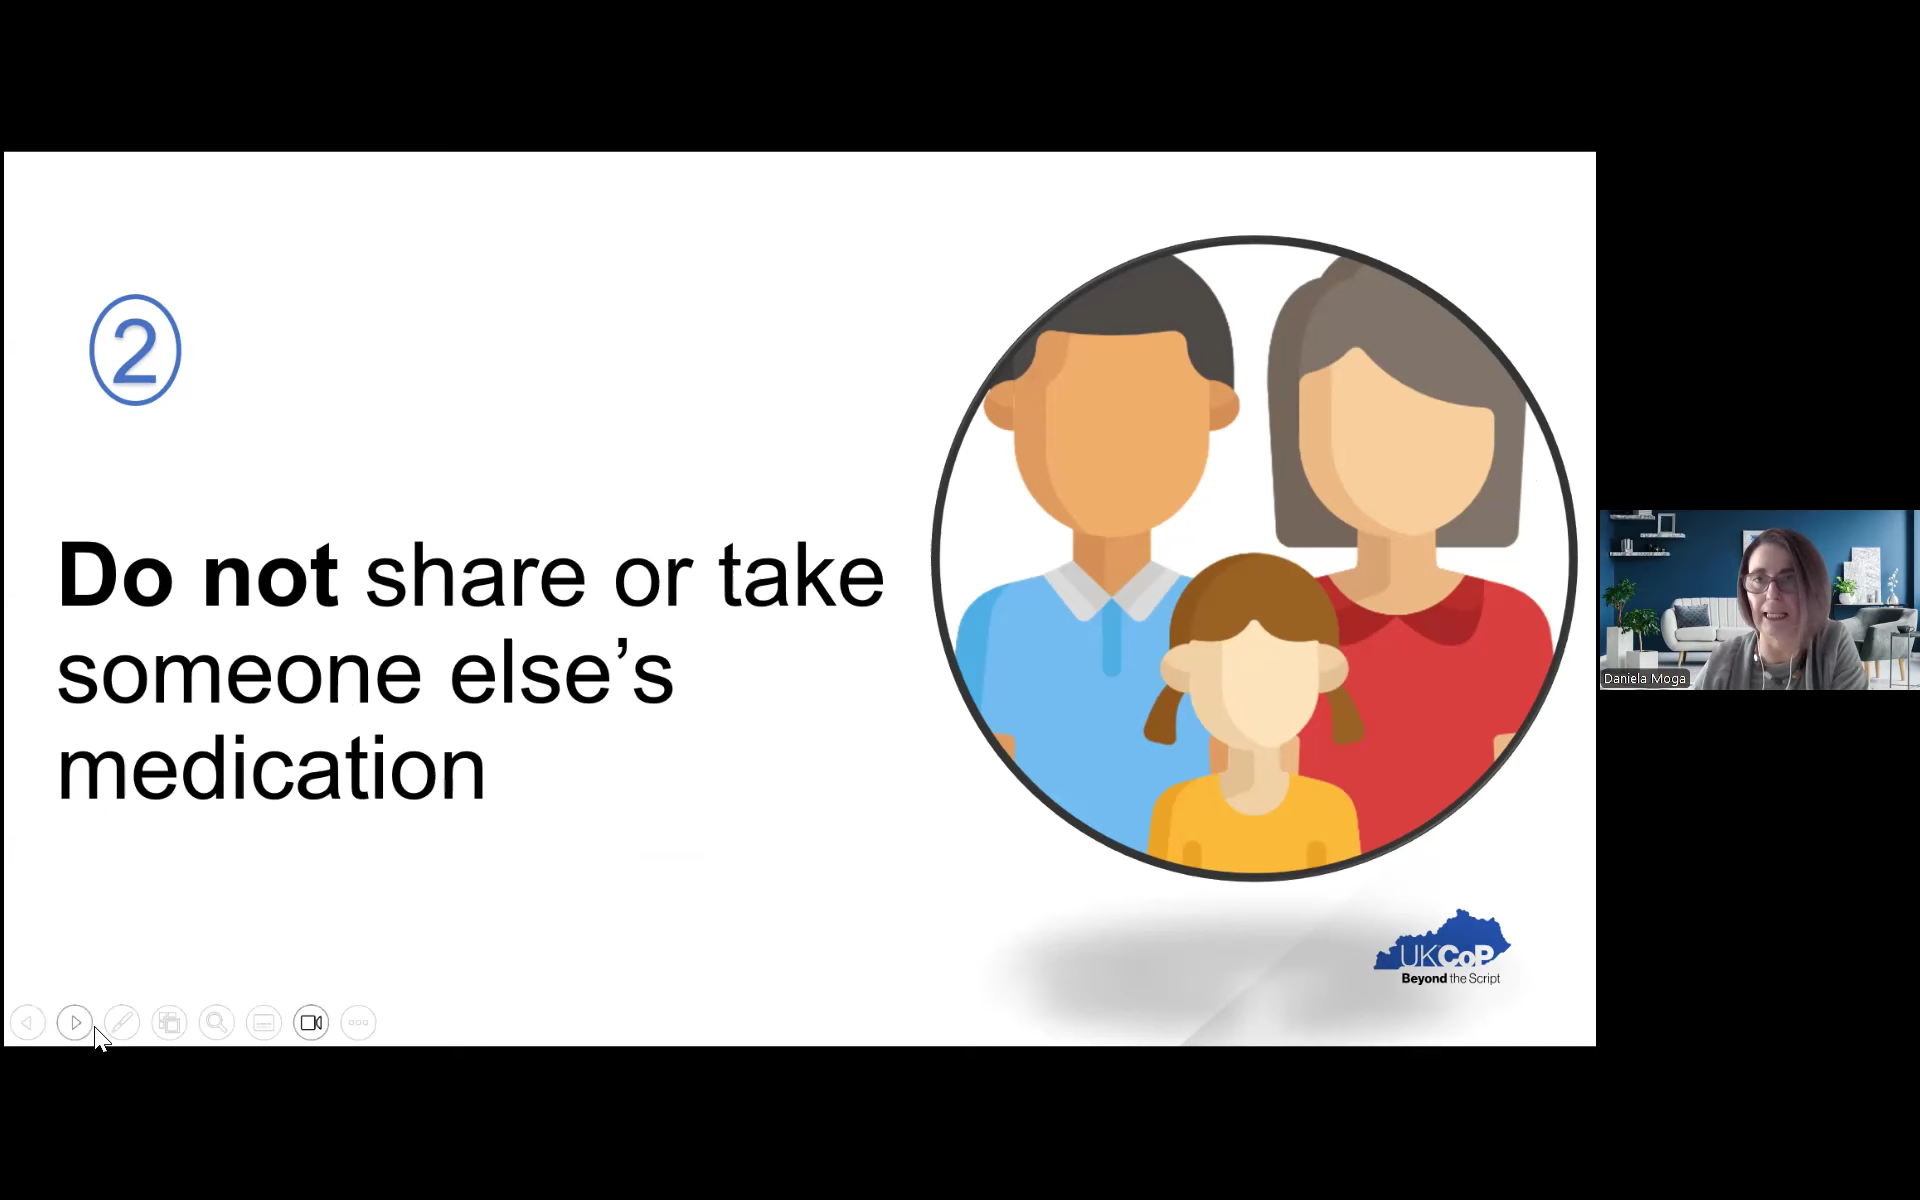 2
Do not share or take
someone else’s
medication
UKCoP
Beyond the Script
Daniela Moga